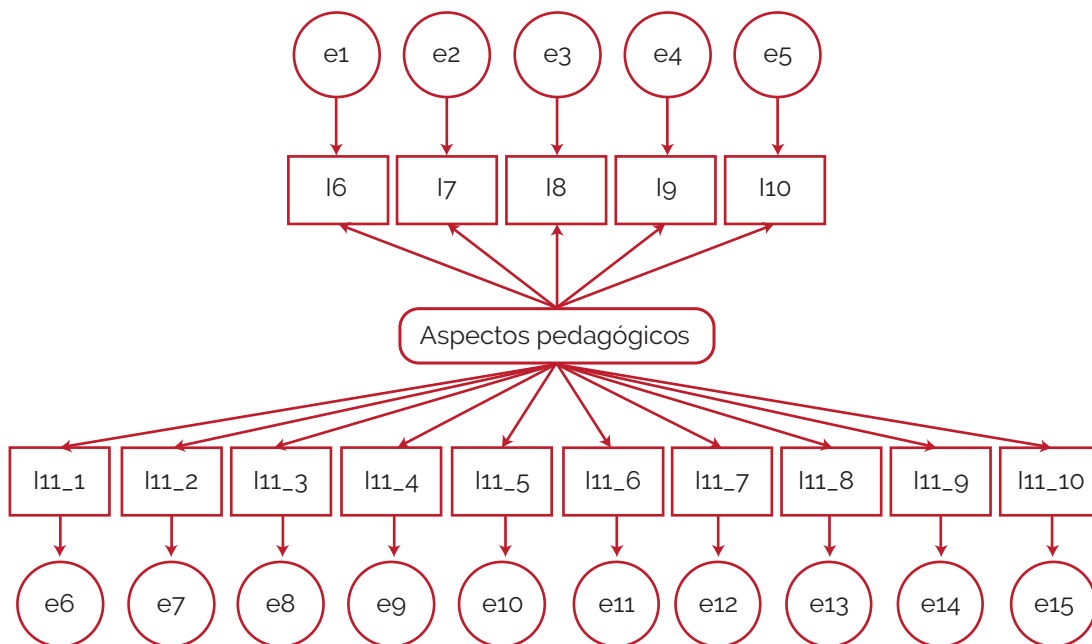 e1 e2 e3 e4 e5
I6 I7 I8 I9 I10
Aspectos pedagógicos
I11_1 I11_2 I11_3 I11_4 I11_5 I11_6 I11_7 I11_8 I11_9 I11_10
e6 e7 e8 e9 e10 e11 e12 e13 e14 e15